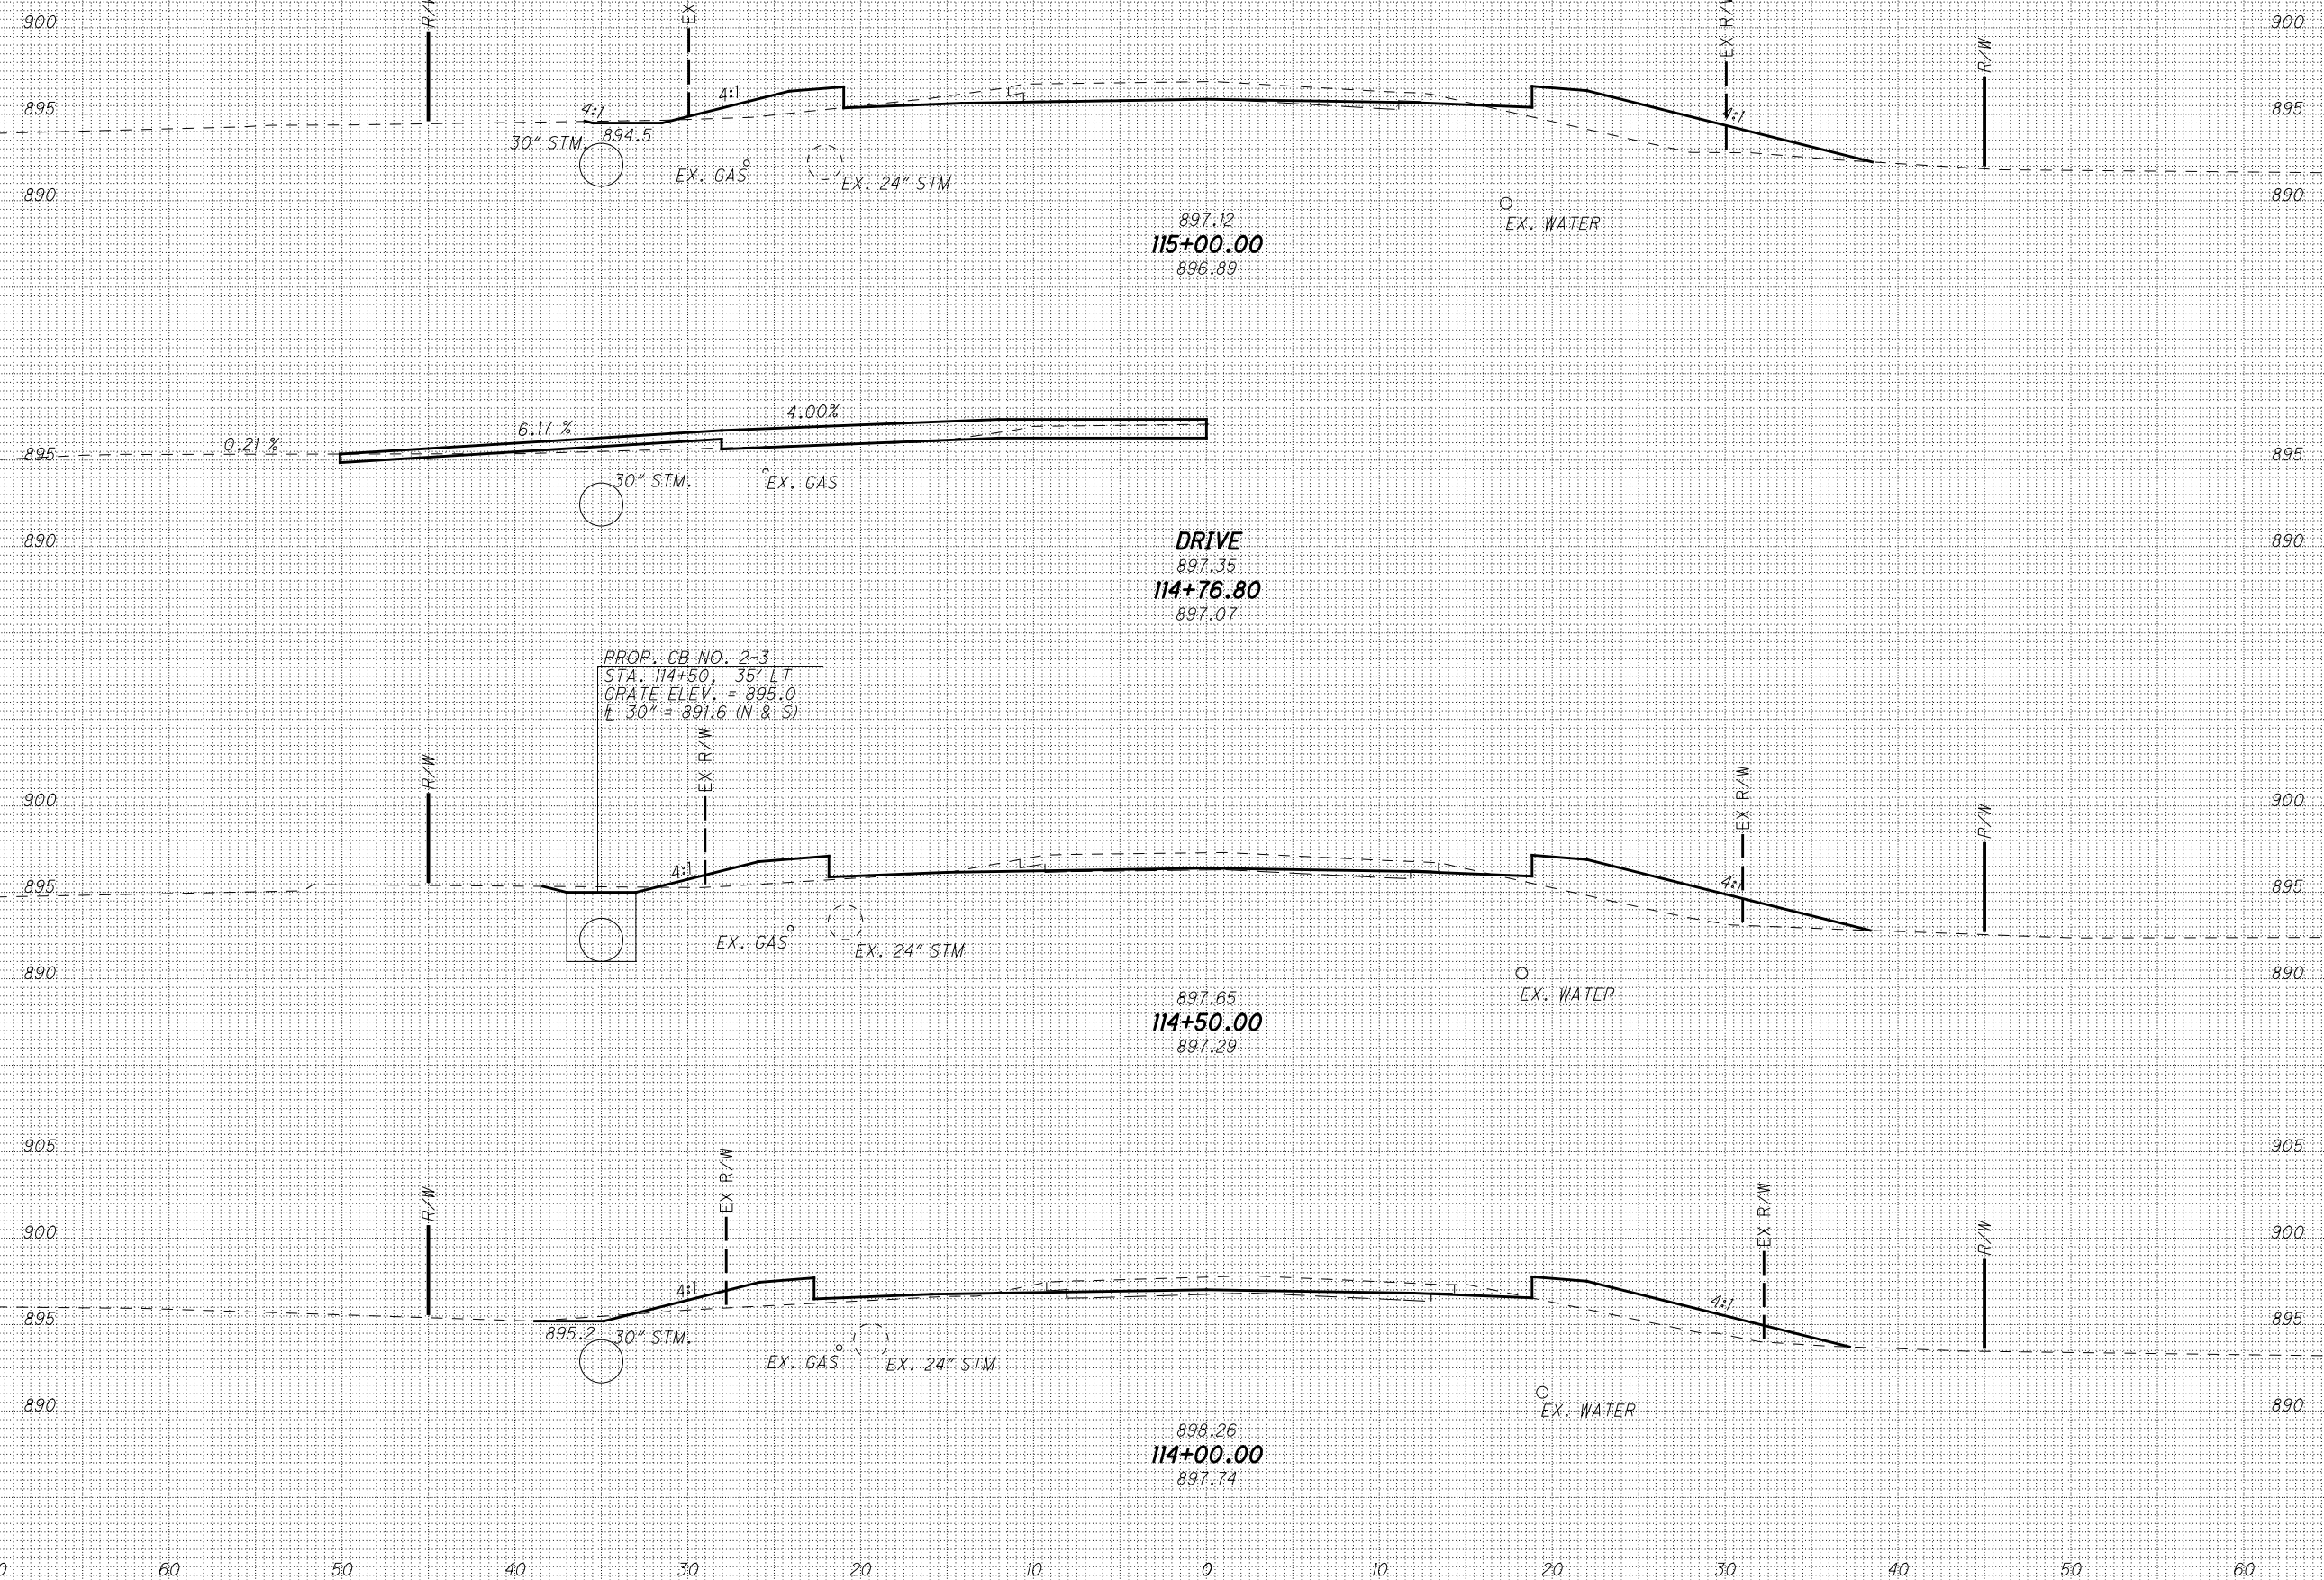 900
R/W
EX
EX R/W
R/W
900
4:1
4:1
4:1
895
895
894.5
30" STM.
EX. GAS
EX. 24" STM
890
890
EX. WATER
897.12
115+00.00
896.89
4.00%
6.17 %
0.21 %
895
895
30" STM.
EX. GAS
DRIVE
890
890
897.35
114+76.80
897.07
PROP. CB NO. 2-3
STA. 114+50, 35' LT
GRATE ELEV. = 895.0
30" = 891.6 (N & S)
R/W
EX R/W
EX R/W
R/W
900
900
4:1
4:1
895
895
EX. GAS
EX. 24" STM
890
890
EX. WATER
897.65
114+50.00
897.29
905
905
R/W
EX R/W
EX R/W
R/W
900
900
4:1
4:1
895
895
895.2
30" STM.
EX. GAS
EX. 24" STM
890
890
EX. WATER
898.26
114+00.00
897.74
0 60 50 40 30 20 10 0 10 20 30 40 50 60